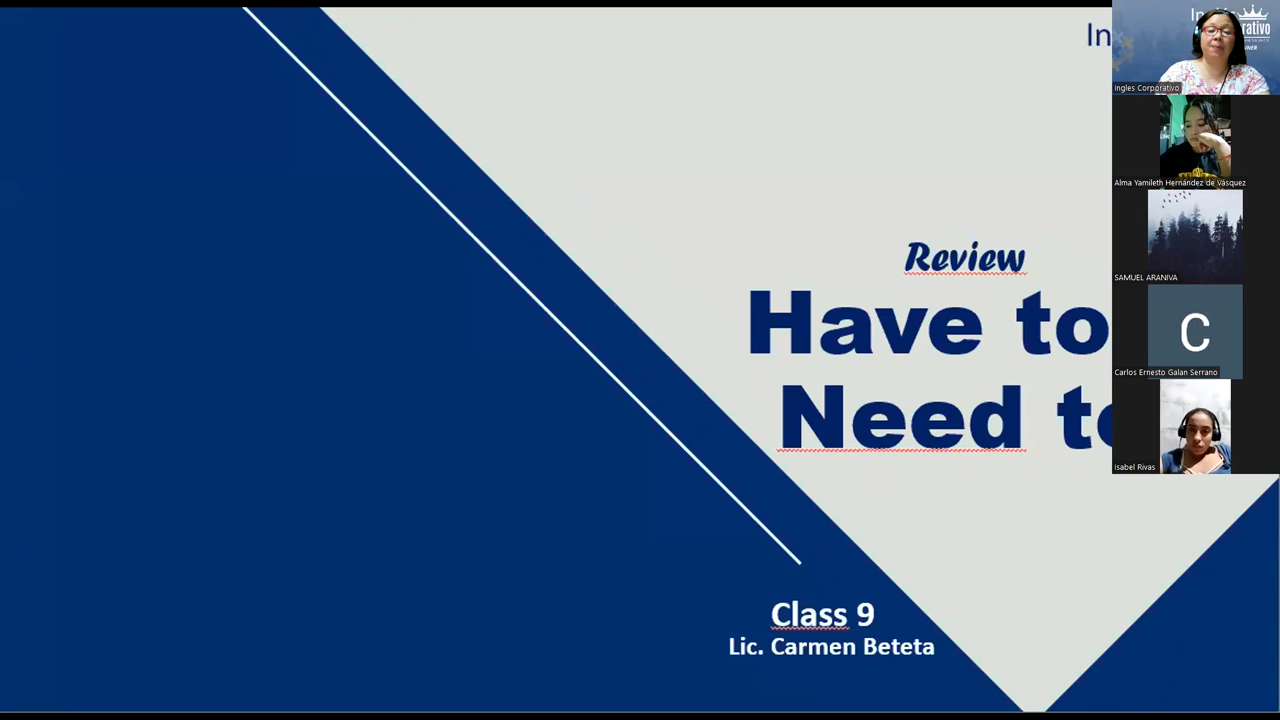 Review
Have to
Need to
Class 9
Lic. Carmen Beteta
Ingles Corporativo
Alma Yamileth Hernández de Vásquez
SAMUEL ARANIVA
C
Carlos Ernesto Galan Serrano
Isabel Rivas